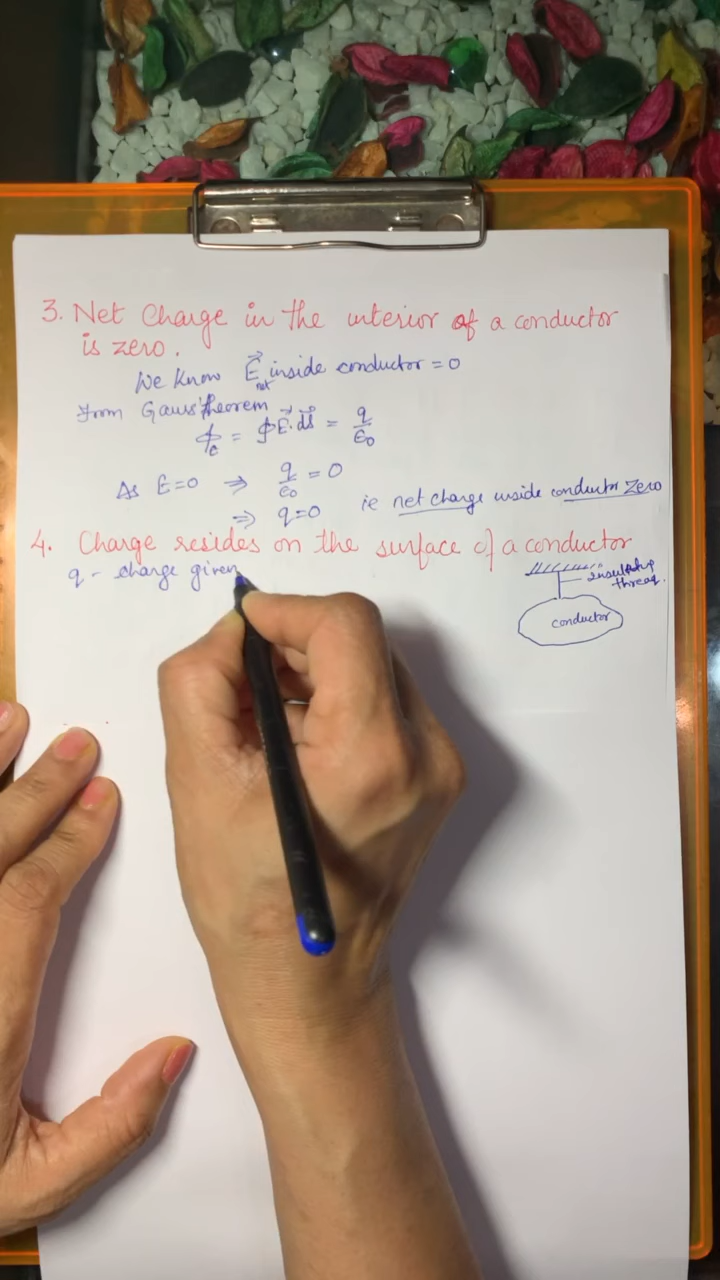 3. Net Charge in the interior of a conductor
is zero.
We know E⃗net inside conductor = 0
From Gauss Theorem
ϕE = ∮E⃗.ds⃗ = q/ε0
As E=0 ⇒ q/ε0 = 0
⇒ q=0 ie net charge inside conductor zero
4. Charge resides on the surface of a conductor
q - charge given
insulating
thread.
conductor